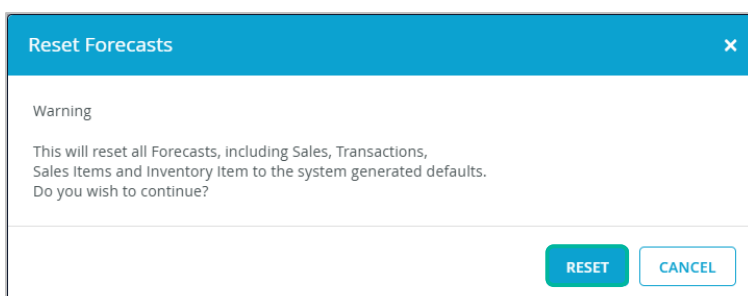 Reset Forecasts
Warning
This will reset all Forecasts, including Sales, Transactions,
Sales Items and Inventory Item to the system generated defaults.
Do you wish to continue?
RESET CANCEL